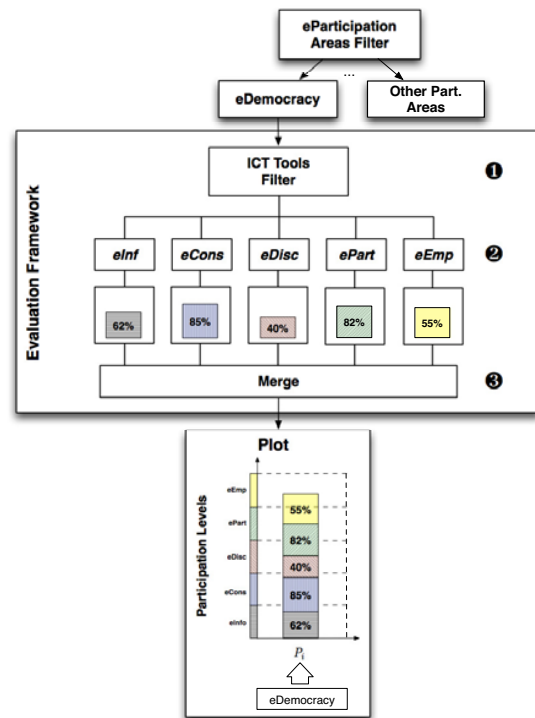 eParticipation
Areas Filter
...
eDemocracy
Other Part.
Areas
Evaluation Framework
ICT Tools
Filter
❶
eInf
eCons
eDisc
ePart
eEmp
❷
62%
85%
40%
82%
55%
Merge
❸
Plot
Participation Levels
eEmp
ePart
eDisc
eCons
eInfo
55%
82%
40%
85%
62%
Pi
eDemocracy